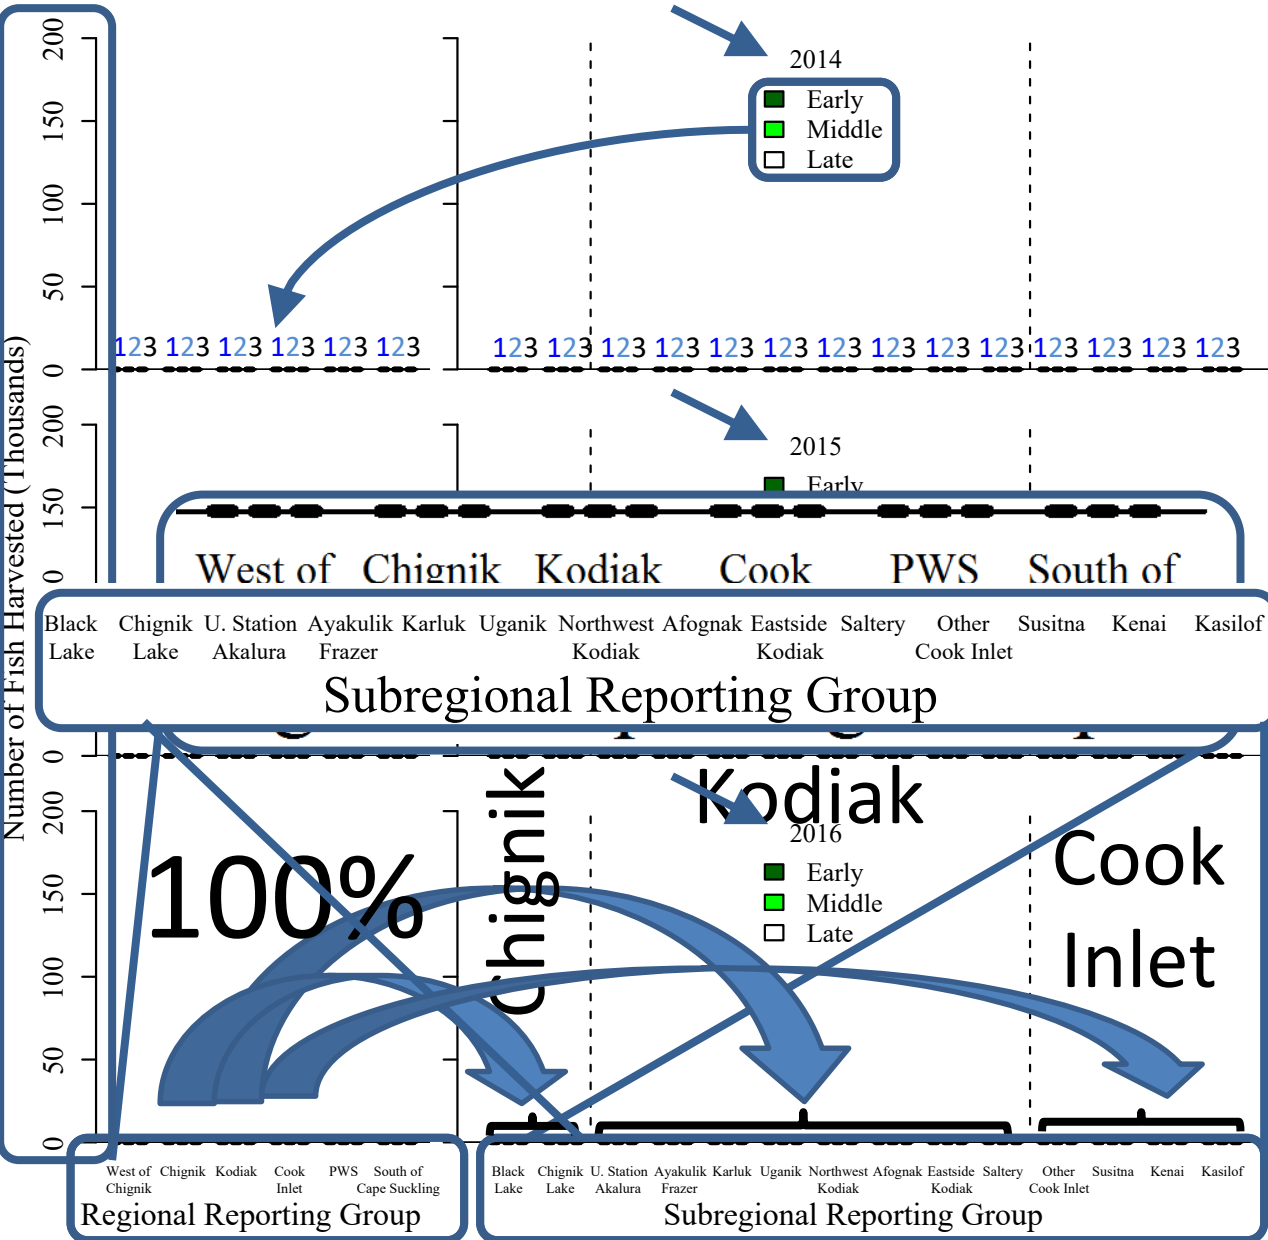 Number of Fish Harvested (Thousands)
200
150
100
50
0
2014
Early
Middle
Late
123 123 123 123 123 123
123 123 123 123 123 123 123 123 123 123 123 123 123 123
200
150
0
0
2015
Early
West of Chignik Kodiak Cook PWS South of
Black Lake
Chignik Lake
U. Station Akalura
Ayakulik Frazer
Karluk
Uganik
Northwest Kodiak
Afognak
Eastside Kodiak
Saltery
Other Cook Inlet
Susitna
Kenai
Kasilof
Subregional Reporting Group
200
150
100
50
0
100%
Chignik
Kodiak
Cook
Inlet
2016
Early
Middle
Late
West of Chignik
Chignik
Kodiak
Cook Inlet
PWS
South of Cape Suckling
Regional Reporting Group
Black Lake
Chignik Lake
U. Station Akalura
Ayakulik Frazer
Karluk
Uganik
Northwest Kodiak
Afognak
Eastside Kodiak
Saltery
Other Cook Inlet
Susitna
Kenai
Kasilof
Subregional Reporting Group